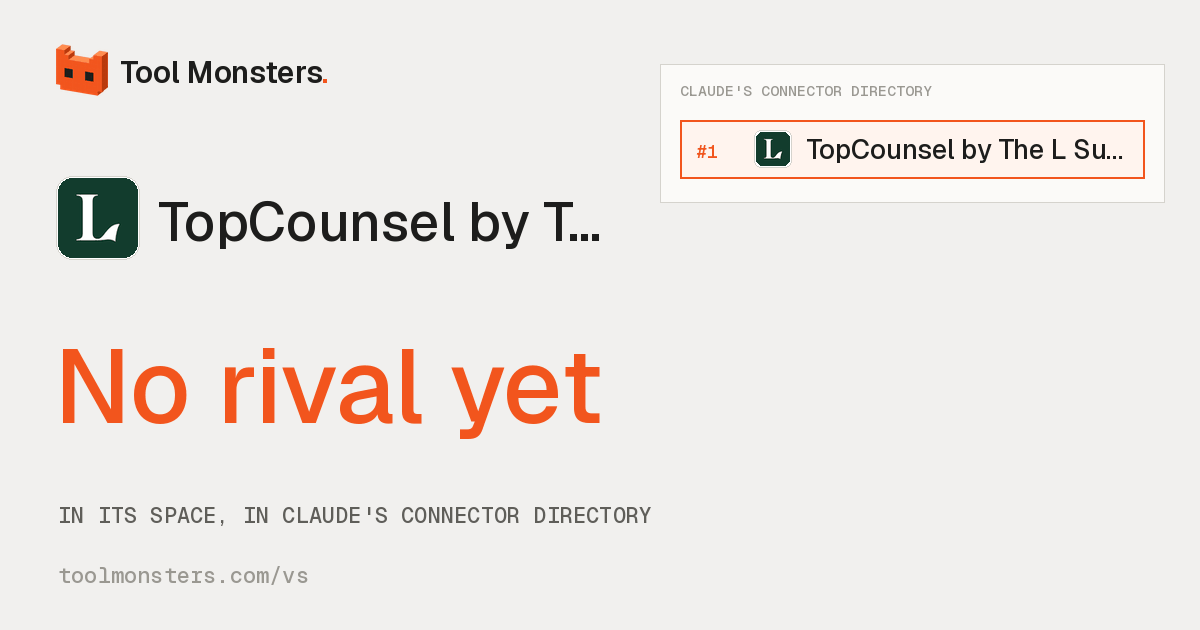 Tool Monsters.
CLAUDE'S CONNECTOR DIRECTORY
#1 L TopCounsel by The L Su...
L TopCounsel by T...
No rival yet
IN ITS SPACE, IN CLAUDE'S CONNECTOR DIRECTORY
toolmonsters.com/vs